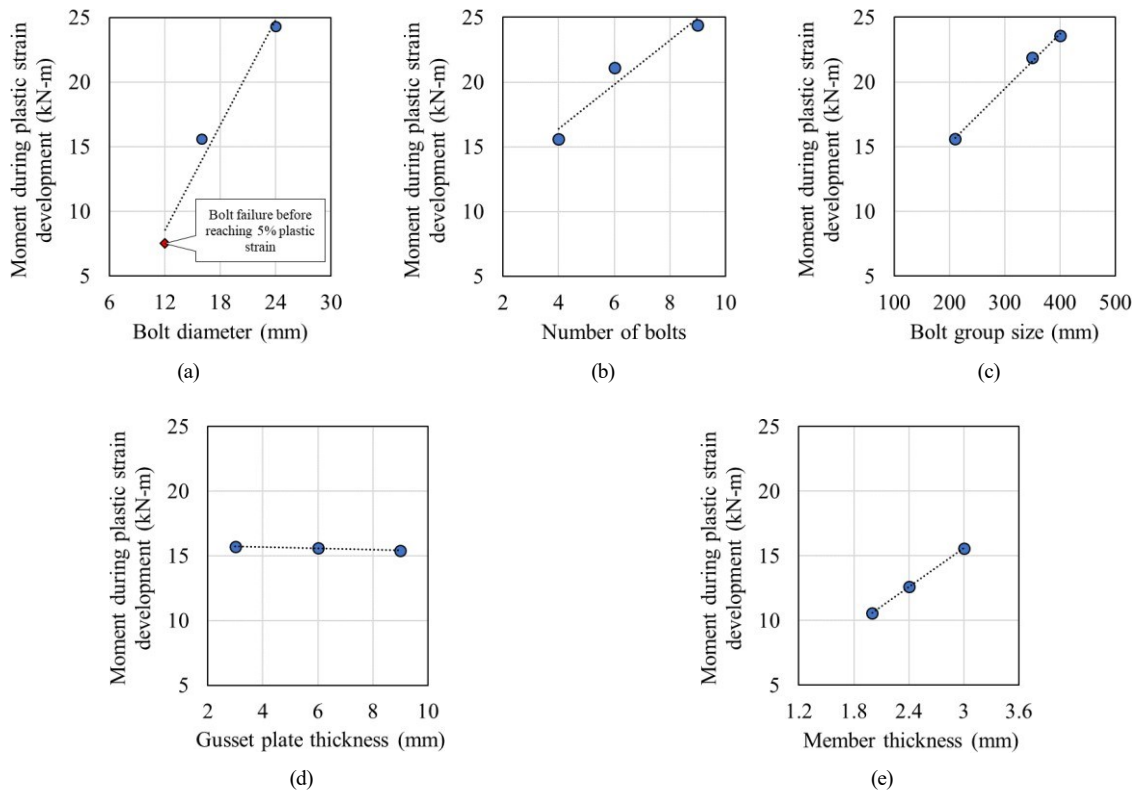 Moment during plastic strain
development (kN-m)
25
20
15
10
5
Bolt failure before
reaching 5% plastic
strain
6 12 18 24 30
Bolt diameter (mm)
(a)
Moment during plastic strain
development (kN-m)
25
20
15
10
5
2 4 6 8 10
Number of bolts
(b)
Moment during plastic strain
development (kN-m)
25
20
15
10
5
100 200 300 400 500
Bolt group size (mm)
(c)
Moment during plastic strain
development (kN-m)
25
20
15
10
5
2 4 6 8 10
Gusset plate thickness (mm)
(d)
Moment during plastic strain
development (kN-m)
25
20
15
10
5
1.2 1.8 2.4 3 3.6
Member thickness (mm)
(e)